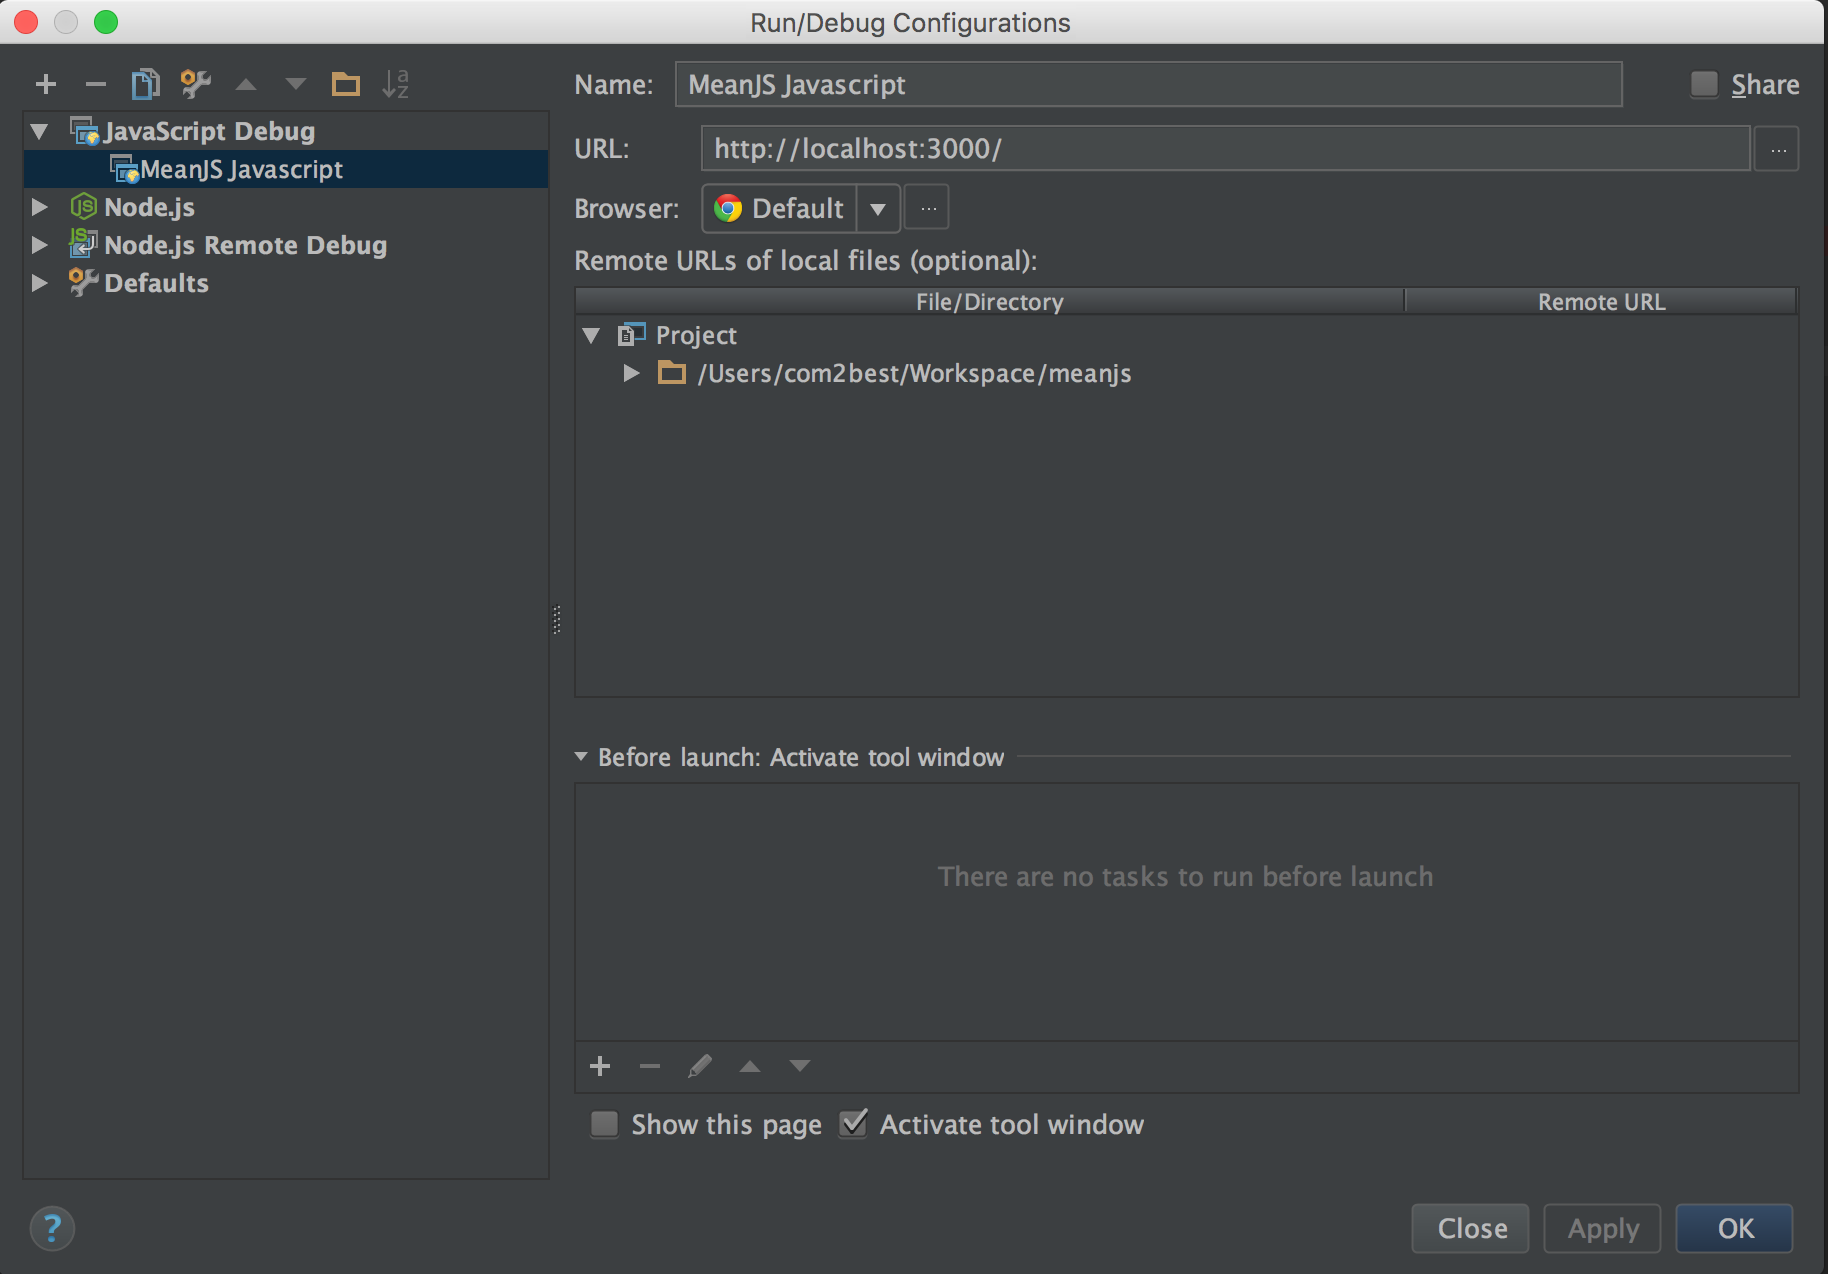 Run/Debug Configurations
Name: MeanJS Javascript Share
JavaScript Debug
MeanJS Javascript
Node.js
Node.js Remote Debug
Defaults
URL: http://localhost:3000/ ...
Browser: Default ...
Remote URLs of local files (optional):
File/Directory Remote URL
Project
/Users/com2best/Workspace/meanjs
Before launch: Activate tool window
There are no tasks to run before launch
Show this page Activate tool window
? Close Apply OK